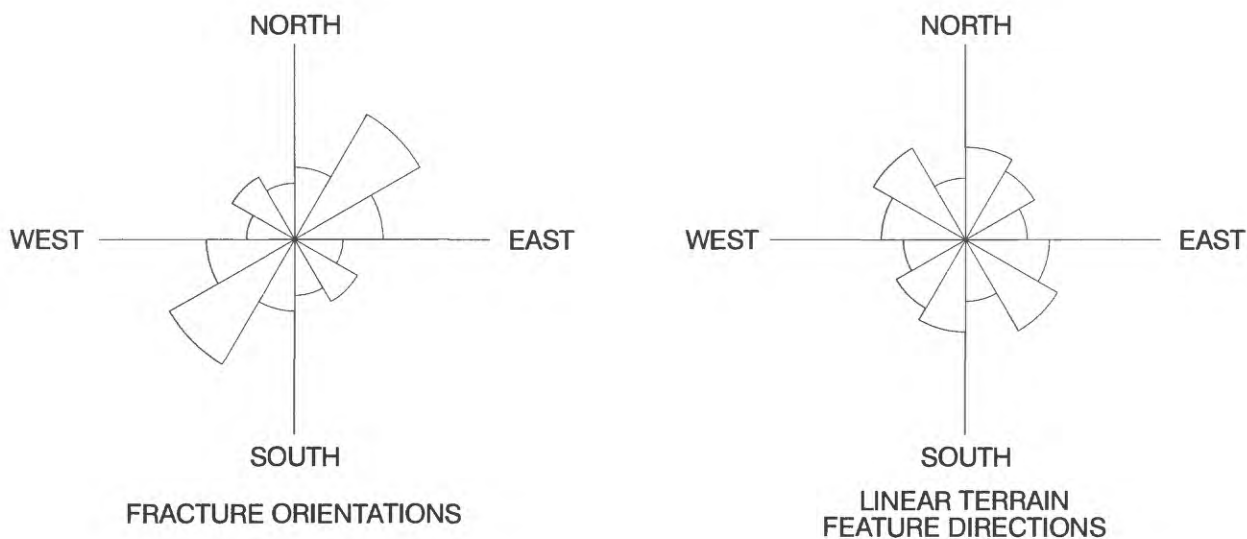 NORTH
WEST
EAST
SOUTH
FRACTURE ORIENTATIONS
NORTH
WEST
EAST
SOUTH
LINEAR TERRAIN
FEATURE DIRECTIONS